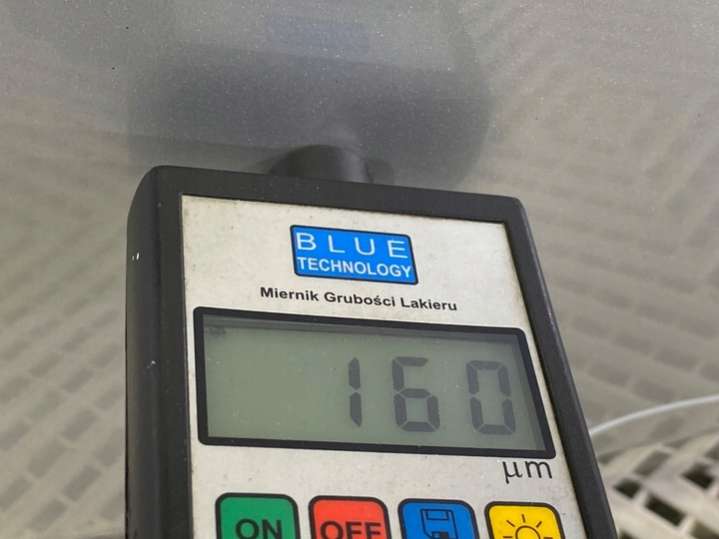 BLUE
TECHNOLOGY
Miernik Grubości Lakieru
160
μm
ON
OFF